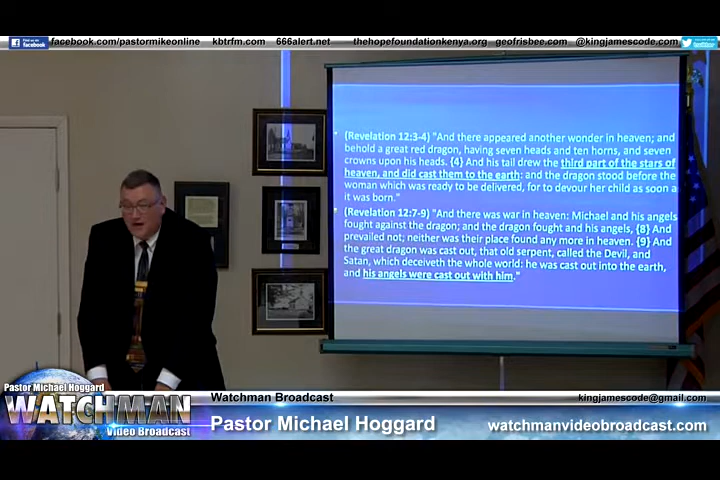 facebook.com/pastormikeonline kbtrfm.com 666alert.net thehopefoundationkenya.org geofrisbee.com @kingjamescode.com
(Revelation 12:3-4) "And there appeared another wonder in heaven; and
behold a great red dragon, having seven heads and ten horns, and seven
crowns upon his heads. {4} And his tail drew the third part of the stars of
heaven, and did cast them to the earth: and the dragon stood before the
woman which was ready to be delivered, for to devour her child as soon as
it was born."
(Revelation 12:7-9) "And there was war in heaven: Michael and his angels
fought against the dragon; and the dragon fought and his angels, {8} And
prevailed not; neither was their place found any more in heaven. {9} And
the great dragon was cast out, that old serpent, called the Devil, and
Satan, which deceiveth the whole world: he was cast out into the earth,
and his angels were cast out with him."
Pastor Michael Hoggard
WATCHMAN
Video Broadcast
Watchman Broadcast kingjamescode@gmail.com
Pastor Michael Hoggard watchmanvideobroadcast.com